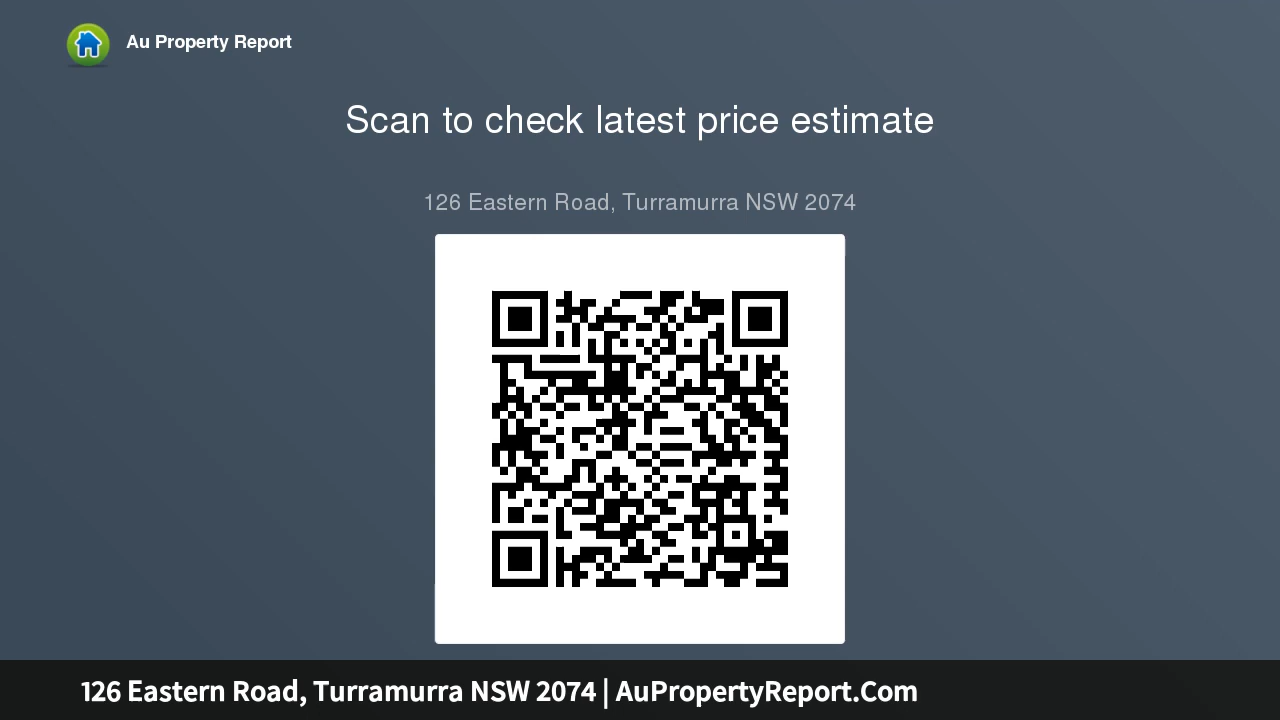 Au Property Report
Scan to check latest price estimate
126 Eastern Road, Turramurra NSW 2074
126 Eastern Road, Turramurra NSW 2074 | AuPropertyReport.Com